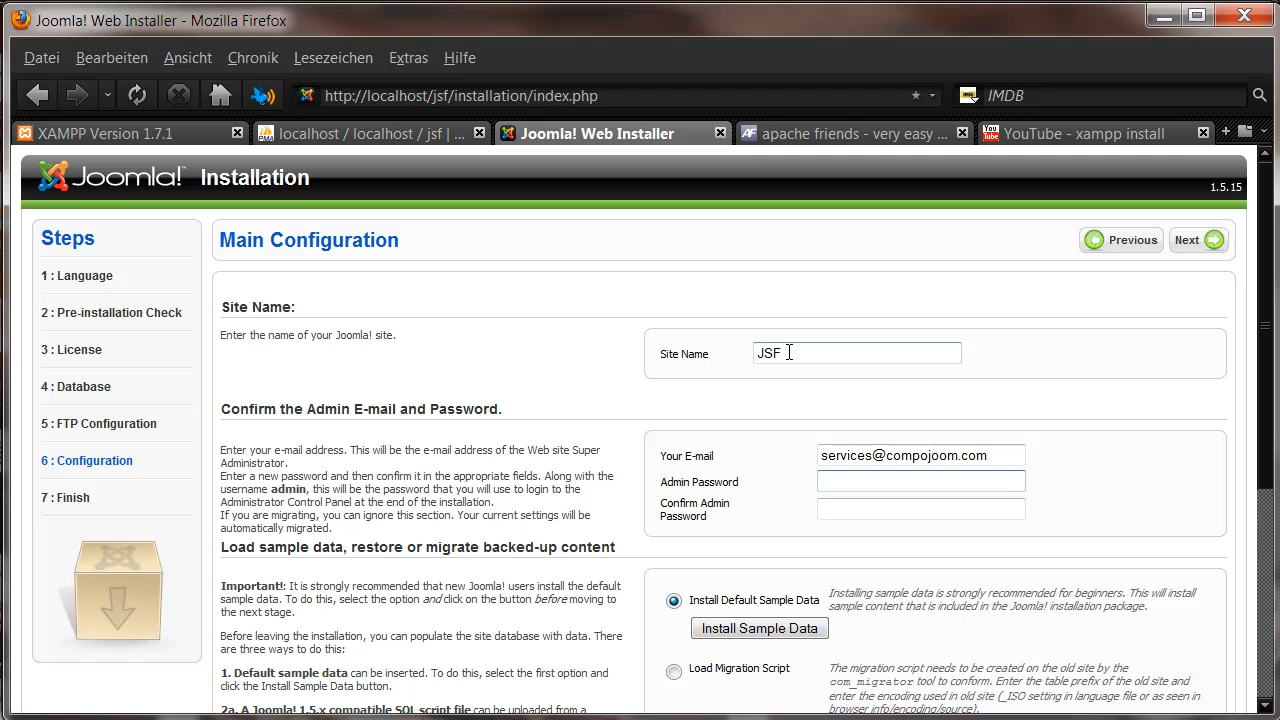 Joomla! Web Installer - Mozilla Firefox
Datei Bearbeiten Ansicht Chronik Lesezeichen Extras Hilfe
http://localhost/jsf/installation/index.php
IMDB
XAMPP Version 1.7.1
localhost / localhost / jsf | ...
Joomla! Web Installer
apache friends - very easy ...
YouTube - xampp install
Joomla!™ Installation
1.5.15
Steps
1 : Language
2 : Pre-installation Check
3 : License
4 : Database
5 : FTP Configuration
6 : Configuration
7 : Finish
Main Configuration
Previous
Next
Site Name:
Enter the name of your Joomla! site.
Site Name
JSF
Confirm the Admin E-mail and Password.
Enter your e-mail address. This will be the e-mail address of the Web site Super
Administrator.
Enter a new password and then confirm it in the appropriate fields. Along with the
username admin, this will be the password that you will use to login to the
Administrator Control Panel at the end of the installation.
If you are migrating, you can ignore this section. Your current settings will be
automatically migrated.
Your E-mail
services@compojoom.com
Admin Password
Confirm Admin
Password
Load sample data, restore or migrate backed-up content
Important!: It is strongly recommended that new Joomla! users install the default
sample data. To do this, select the option and click on the button before moving to
the next stage.
Before leaving the installation, you can populate the site database with data. There
are three ways to do this:
1. Default sample data can be inserted. To do this, select the first option and
click the Install Sample Data button.
2a. A Joomla! 1.5.x compatible SQL script file can be uploaded from a
Install Default Sample Data
Installing sample data is strongly recommended for beginners. This will install
sample content that is included in the Joomla! installation package.
Install Sample Data
Load Migration Script
The migration script needs to be created on the old site by the
com_migrator tool to conform. Enter the table prefix of the old site and
enter the encoding used in old site (_ISO setting in language file or as seen in
browser info/encoding/source).